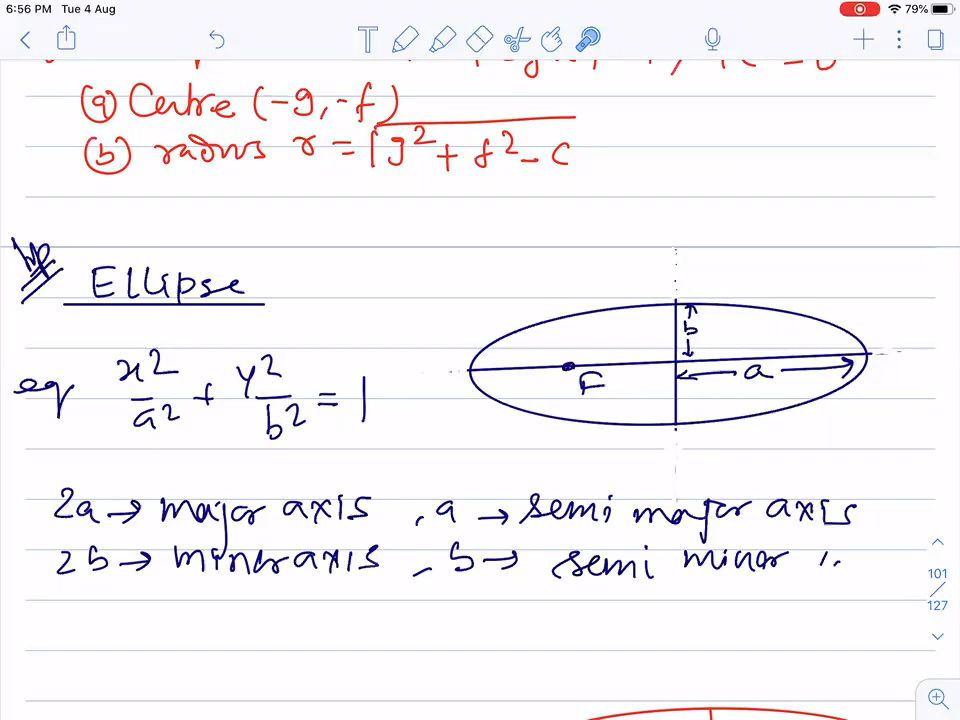 6:56 PM Tue 4 Aug
79%
T
(a) Centre (-g, -f)
(b) radius r = √g² + f² - c
Imp
Ellipse
b
a
F
eq x²/a² + y²/b² = 1
2a → major axis , a → semi major axis
2b → minor axis , b → semi minor ''
101
/
127